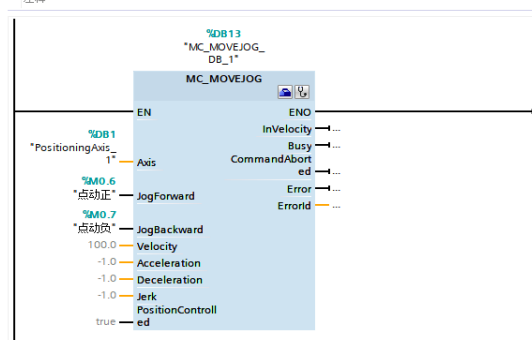 注释
%DB13
"MC_MOVEJOG_
DB_1"
MC_MOVEJOG
EN ENO
InVelocity ...
Busy ...
%DB1
"PositioningAxis_
1" Axis
CommandAbort
ed ...
Error ...
ErrorId ...
%M0.6
"点动正" JogForward
%M0.7
"点动负" JogBackward
100.0 Velocity
-1.0 Acceleration
-1.0 Deceleration
-1.0 Jerk
PositionControll
true ed